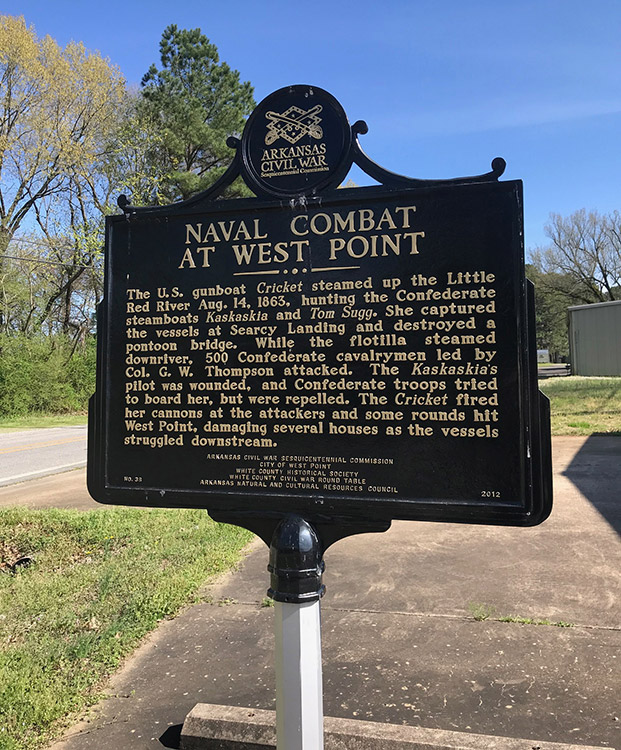 ARKANSAS
CIVIL WAR
Sesquicentennial Commission
NAVAL COMBAT
AT WEST POINT
The U.S. gunboat Cricket steamed up the Little
Red River Aug. 14, 1863, hunting the Confederate
steamboats Kaskaskia and Tom Sugg. She captured
the vessels at Searcy Landing and destroyed a
pontoon bridge. While the flotilla steamed
downriver, 500 Confederate cavalrymen led by
Col. G. W. Thompson attacked. The Kaskaskia's
pilot was wounded, and Confederate troops tried
to board her, but were repelled. The Cricket fired
her cannons at the attackers and some rounds hit
West Point, damaging several houses as the vessels
struggled downstream.
ARKANSAS CIVIL WAR SESQUICENTENNIAL COMMISSION
CITY OF WEST POINT
WHITE COUNTY HISTORICAL SOCIETY
WHITE COUNTY CIVIL WAR ROUND TABLE
ARKANSAS NATURAL AND CULTURAL RESOURCES COUNCIL
2012